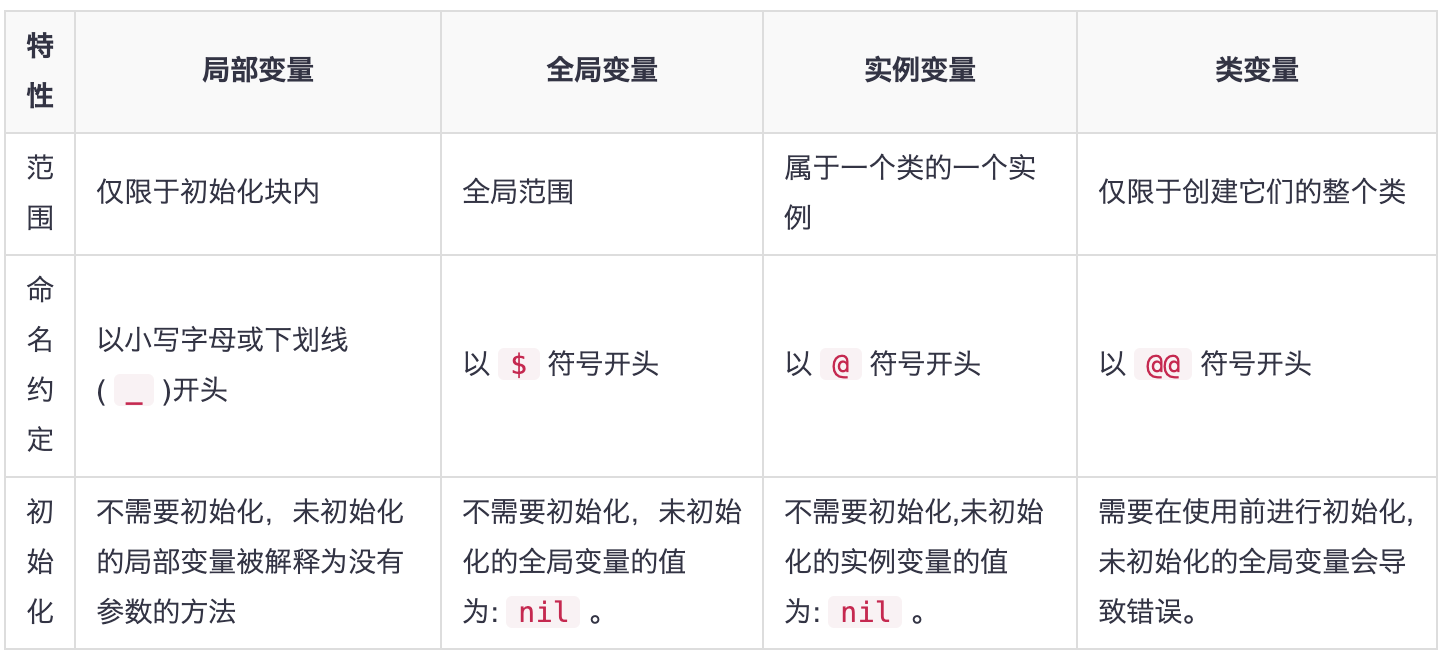 特
性
局部变量
全局变量
实例变量
类变量
范
围
仅限于初始化块内
全局范围
属于一个类的一个实
例
仅限于创建它们的整个类
命
名
约
定
以小写字母或下划线
( _ )开头
以 $ 符号开头
以 @ 符号开头
以 @@ 符号开头
初
始
化
不需要初始化，未初始化
的局部变量被解释为没有
参数的方法
不需要初始化，未初始
化的全局变量的值
为: nil 。
不需要初始化,未初始
化的实例变量的值
为: nil 。
需要在使用前进行初始化,
未初始化的全局变量会导
致错误。